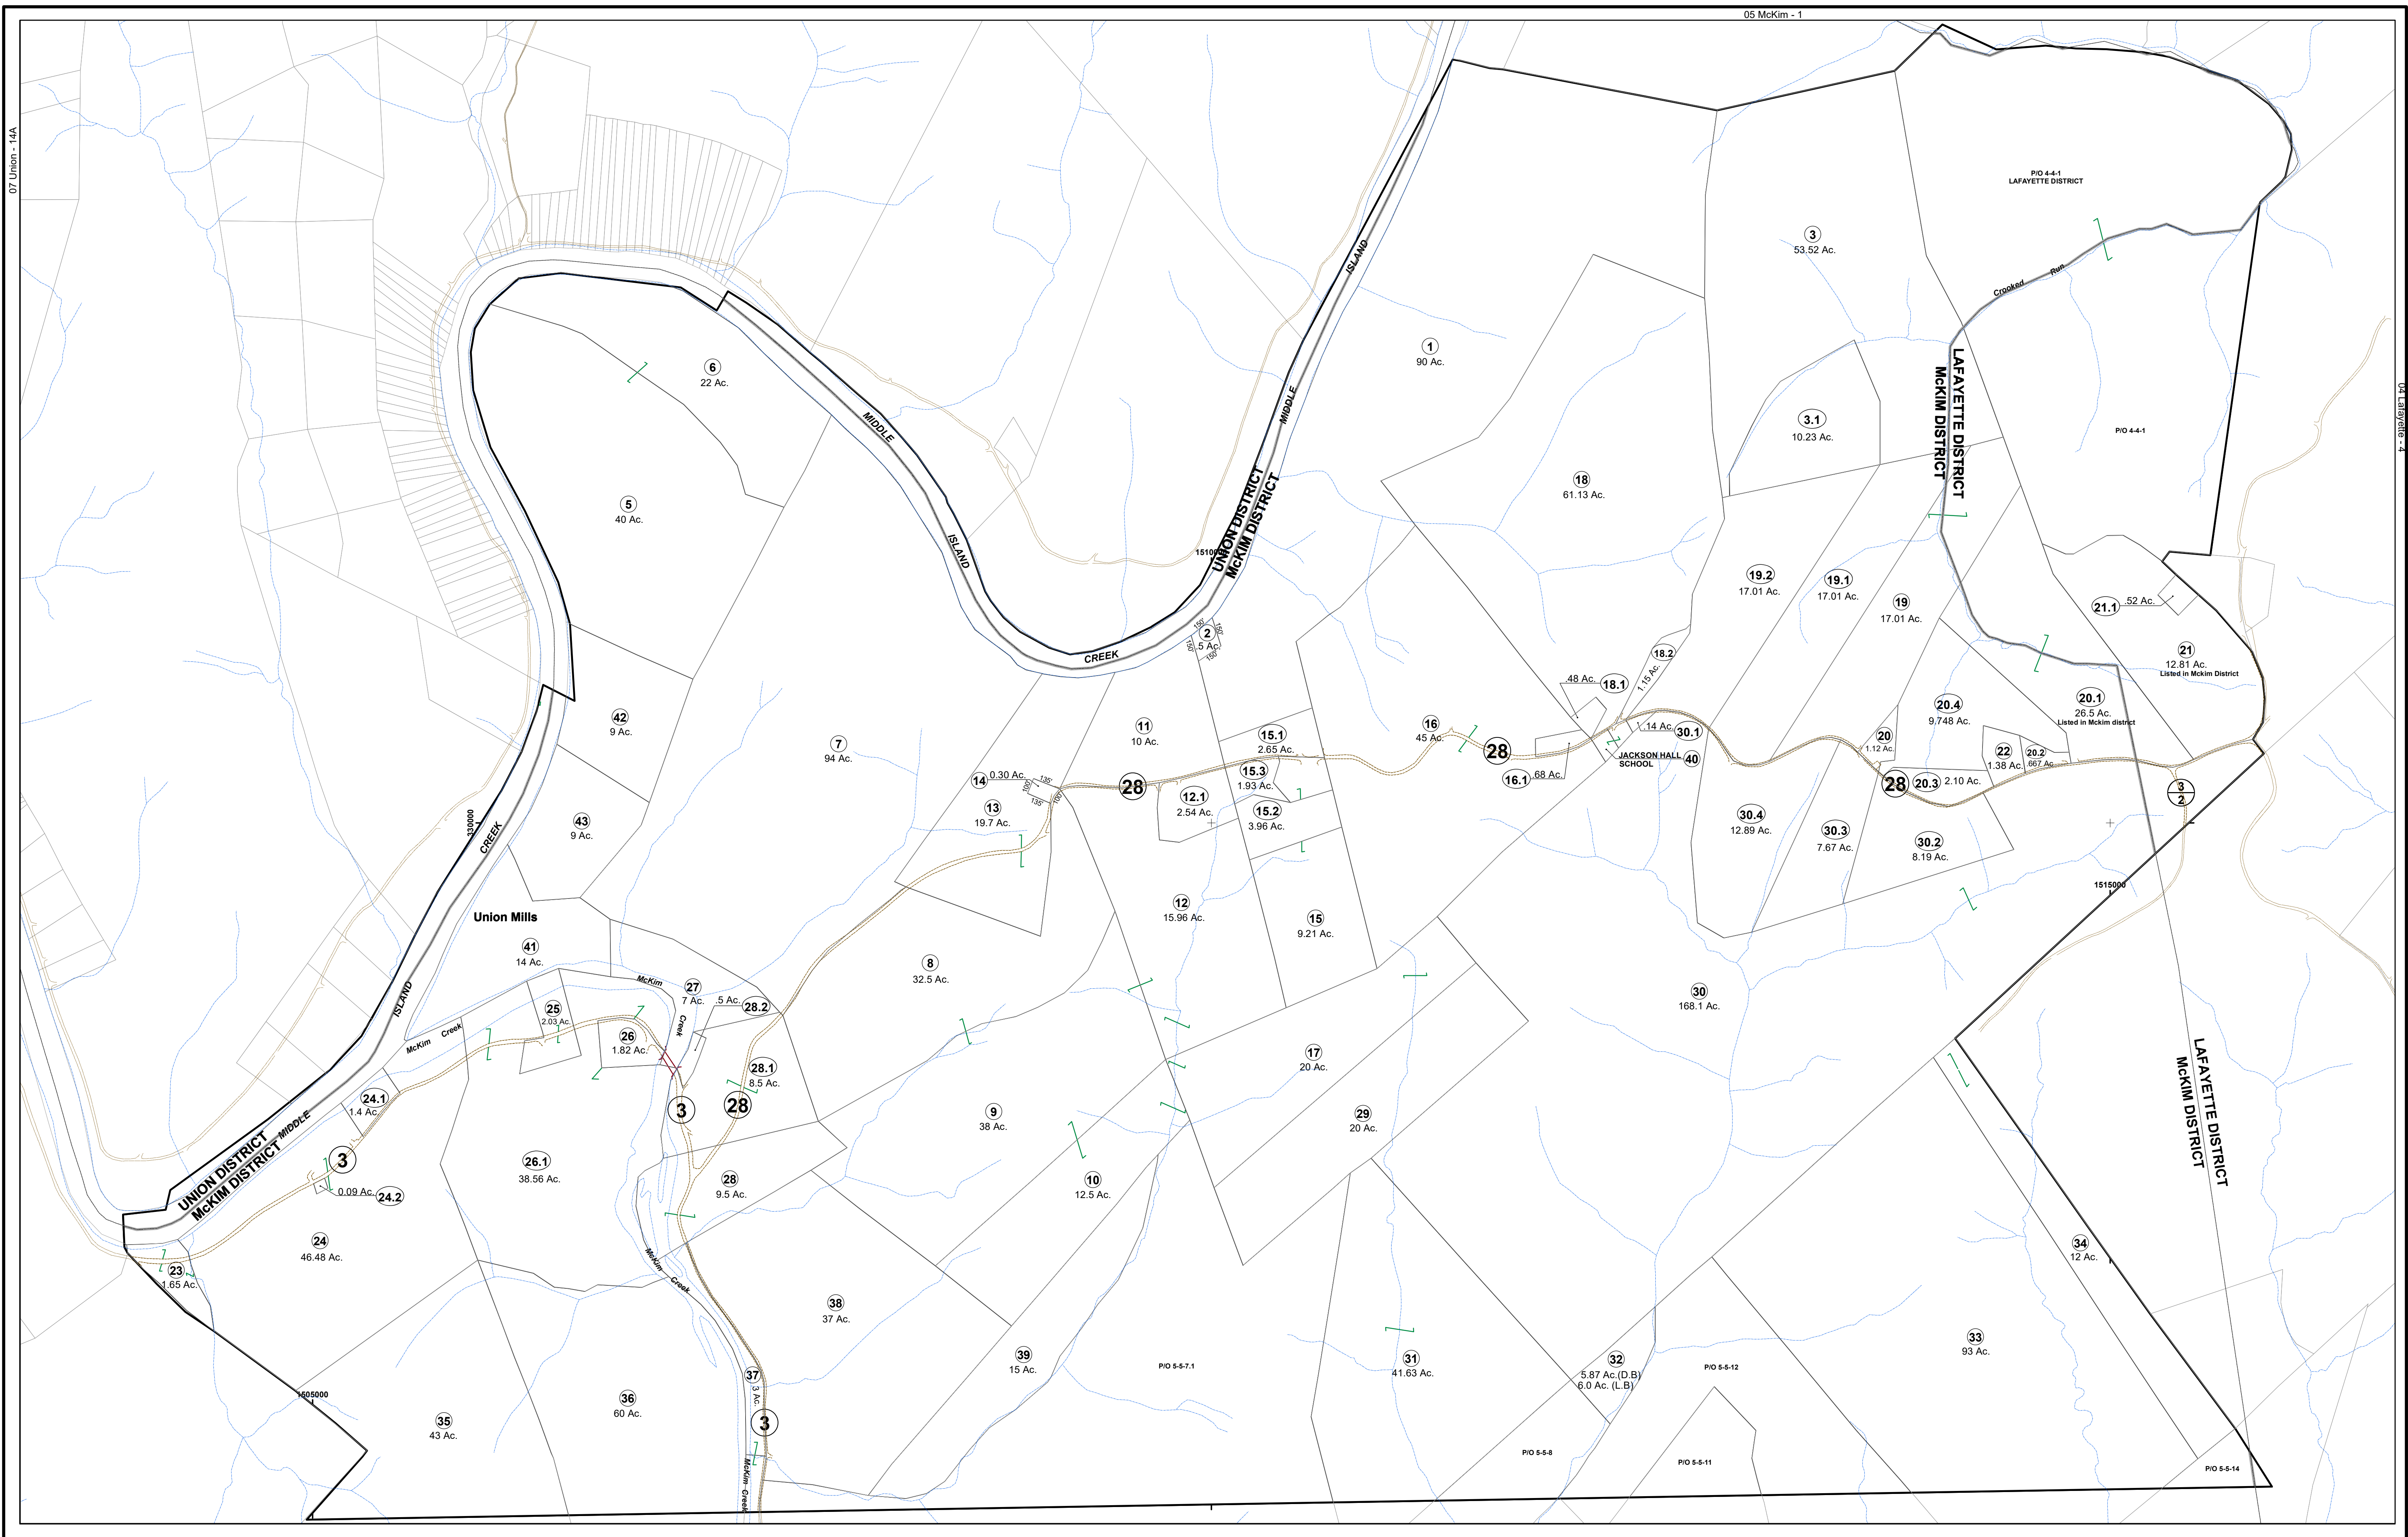 05 McKim - 1
07 Union - 14A
04 Lafayette - 4
P/O 4-4-1
LAFAYETTE DISTRICT
3
53.52 Ac.
Crooked
Run
ISLAND
MIDDLE
1
90 Ac.
6
22 Ac.
MIDDLE
LAFAYETTE DISTRICT
McKIM DISTRICT
3.1
10.23 Ac.
P/O 4-4-1
18
61.13 Ac.
5
40 Ac.
ISLAND
UNION DISTRICT
McKIM DISTRICT
19.2
17.01 Ac.
19.1
17.01 Ac.
19
17.01 Ac.
21.1
.52 Ac.
21
12.81 Ac.
Listed in Mckim District
CREEK
150'
150'
150'
150'
2
.5 Ac.
18.2
1.15 Ac.
.48 Ac.
18.1
20.1
26.5 Ac.
Listed in Mckim district
20.4
9.748 Ac.
42
9 Ac.
7
94 Ac.
11
10 Ac.
15.1
2.65 Ac.
16
45 Ac.
28
.14 Ac.
30.1
JACKSON HALL
SCHOOL
40
20
1.12 Ac.
22
1.38 Ac.
20.2
.667 Ac.
14
0.30 Ac.
135'
100'
135'
100'
28
15.3
1.93 Ac.
16.1
.68 Ac.
28
20.3
2.10 Ac.
3
2
13
19.7 Ac.
12.1
2.54 Ac.
15.2
3.96 Ac.
30.4
12.89 Ac.
30.3
7.67 Ac.
30.2
8.19 Ac.
330000
CREEK
43
9 Ac.
1515000
Union Mills
12
15.96 Ac.
15
9.21 Ac.
41
14 Ac.
8
32.5 Ac.
McKim
Creek
27
7 Ac.
.5 Ac.
28.2
30
168.1 Ac.
ISLAND
25
2.03 Ac.
26
1.82 Ac.
McKim
Creek
17
20 Ac.
28.1
8.5 Ac.
24.1
1.4 Ac.
3
28
9
38 Ac.
29
20 Ac.
LAFAYETTE DISTRICT
McKIM DISTRICT
MIDDLE
UNION DISTRICT
McKIM DISTRICT
3
26.1
38.56 Ac.
28
9.5 Ac.
10
12.5 Ac.
0.09 Ac.
24.2
24
46.48 Ac.
34
12 Ac.
23
1.65 Ac.
McKim
Creek
38
37 Ac.
33
93 Ac.
39
15 Ac.
P/O 5-5-7.1
31
41.63 Ac.
32
5.87 Ac.(D.B)
6.0 Ac. (L.B)
P/O 5-5-12
37
3 Ac.
1505000
36
60 Ac.
35
43 Ac.
3
P/O 5-5-8
P/O 5-5-11
P/O 5-5-14
McKim
Creek